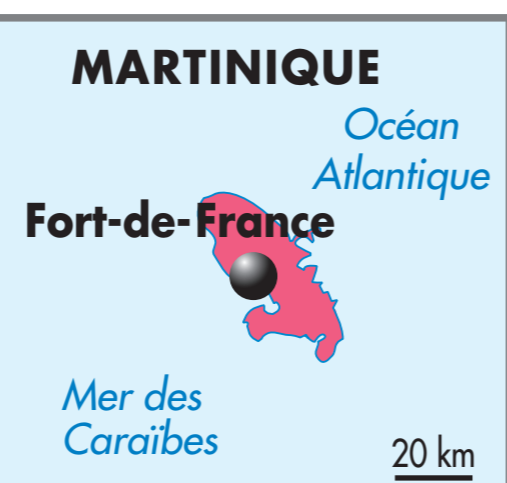 MARTINIQUE
Océan
Atlantique
Fort-de-France
Mer des
Caraïbes
20 km